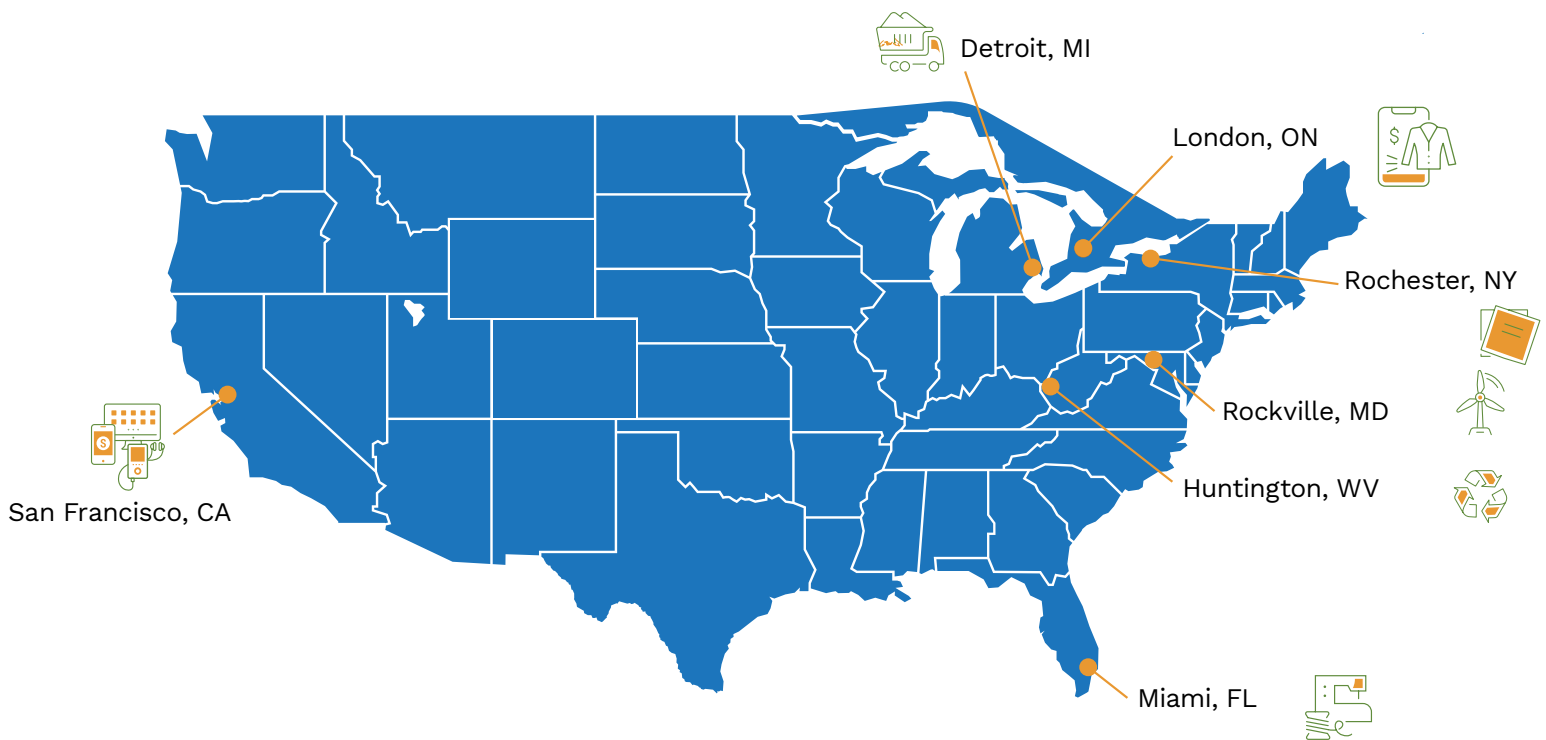 Detroit, MI
London, ON
$
Rochester, NY
Rockville, MD
Huntington, WV
S
San Francisco, CA
Miami, FL